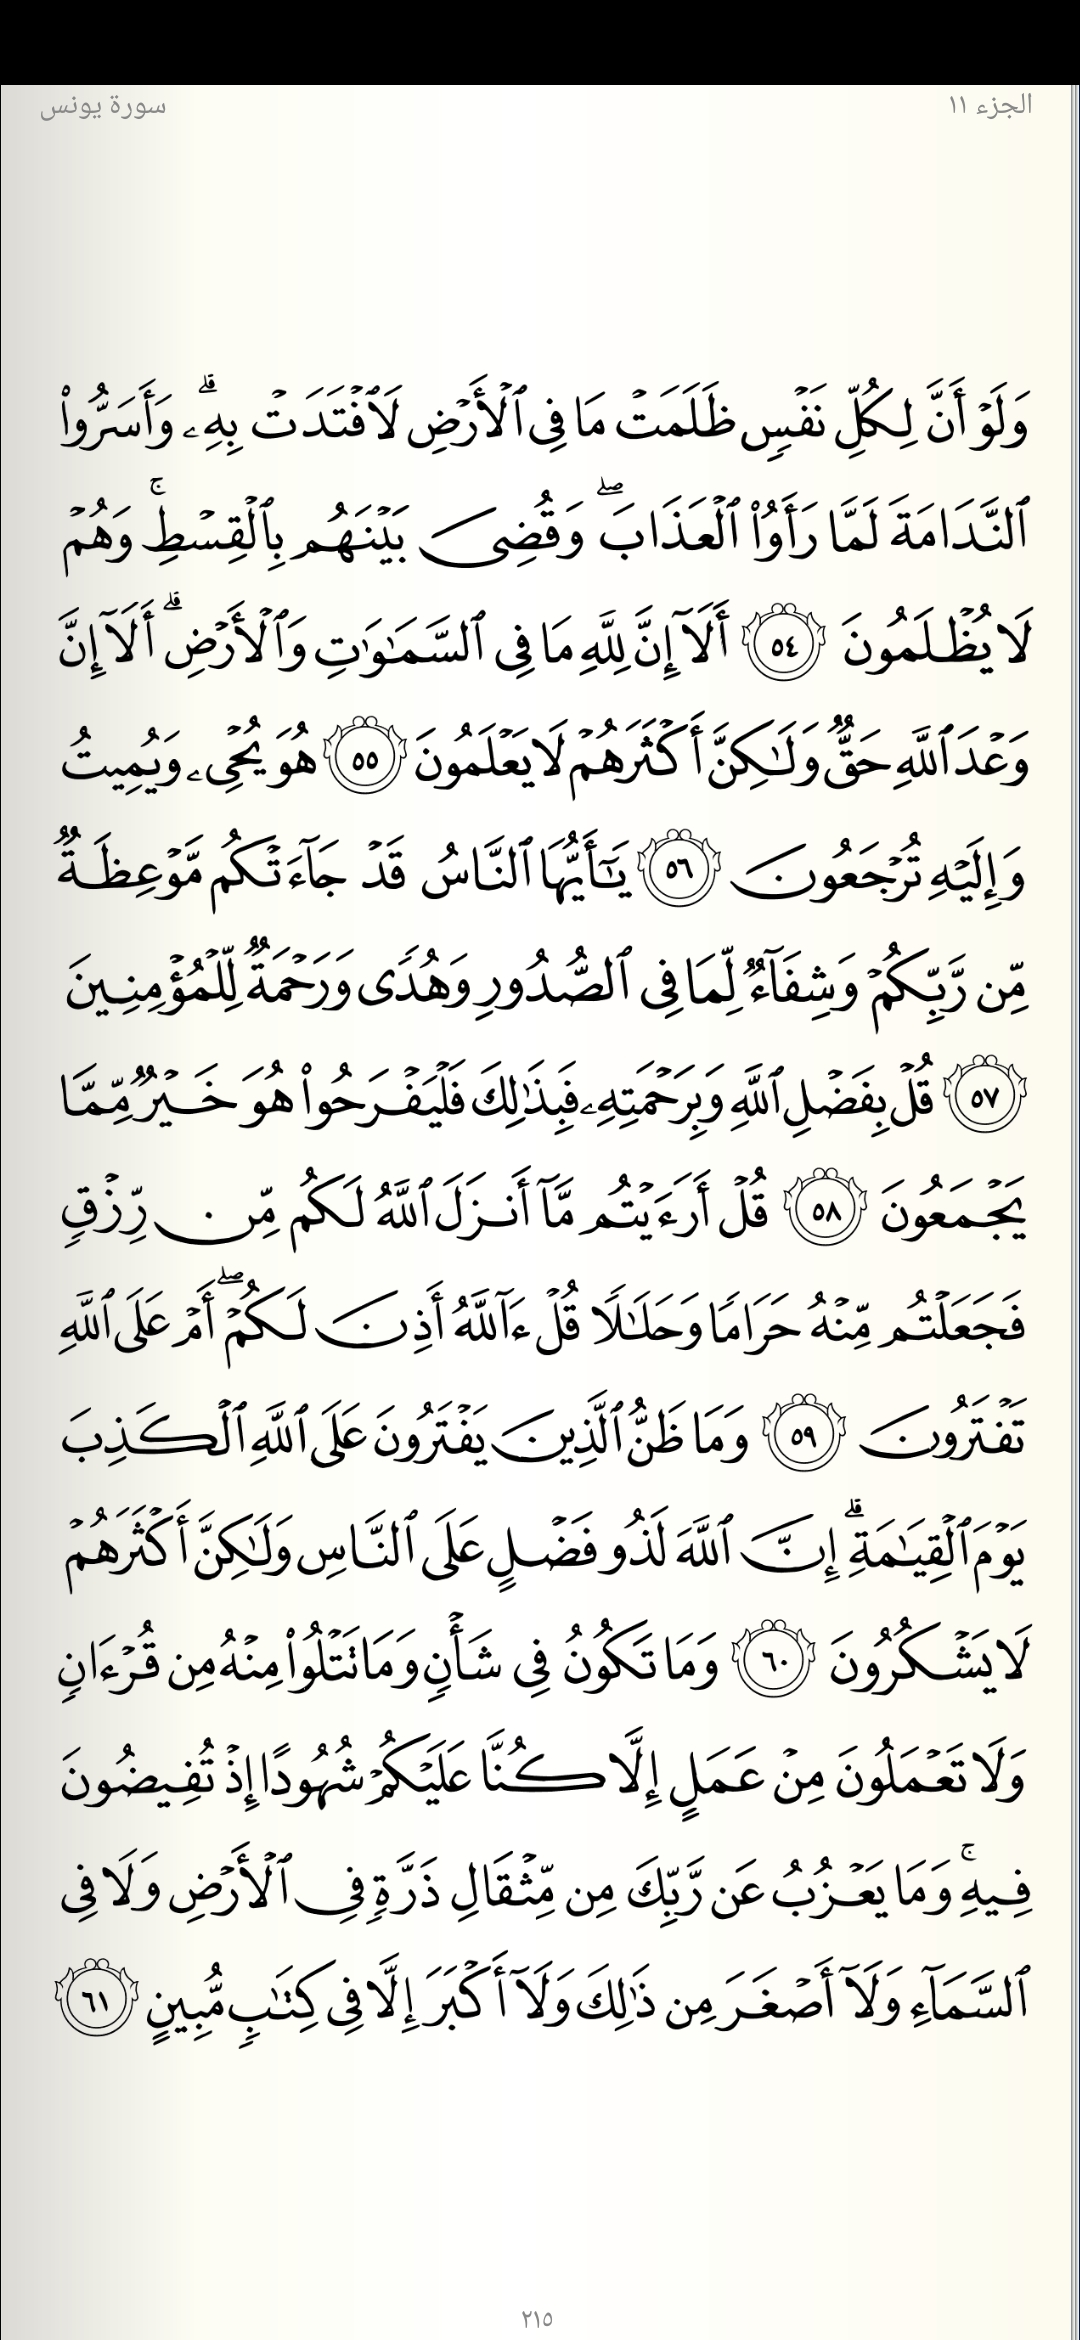 الجزء ١١
سورة يونس
وَلَوۡ أَنَّ لِكُلِّ نَفۡسٖ ظَلَمَتۡ مَا فِي ٱلۡأَرۡضِ لَٱفۡتَدَتۡ بِهِۦۗ وَأَسَرُّواْ
ٱلنَّدَامَةَ لَمَّا رَأَوُاْ ٱلۡعَذَابَۖ وَقُضِيَ بَيۡنَهُم بِٱلۡقِسۡطِۚ وَهُمۡ
لَا يُظۡلَمُونَ ٥٤ أَلَآ إِنَّ لِلَّهِ مَا فِي ٱلسَّمَٰوَٰتِ وَٱلۡأَرۡضِۗ أَلَآ إِنَّ
وَعۡدَ ٱللَّهِ حَقّٞ وَلَٰكِنَّ أَكۡثَرَهُمۡ لَا يَعۡلَمُونَ ٥٥ هُوَ يُحۡيِۦ وَيُمِيتُ
وَإِلَيۡهِ تُرۡجَعُونَ ٥٦ يَٰٓأَيُّهَا ٱلنَّاسُ قَدۡ جَآءَتۡكُم مَّوۡعِظَةٞ
مِّن رَّبِّكُمۡ وَشِفَآءٞ لِّمَا فِي ٱلصُّدُورِ وَهُدٗى وَرَحۡمَةٞ لِّلۡمُؤۡمِنِينَ
٥٧ قُلۡ بِفَضۡلِ ٱللَّهِ وَبِرَحۡمَتِهِۦ فَبِذَٰلِكَ فَلۡيَفۡرَحُواْ هُوَ خَيۡرٞ مِّمَّا
يَجۡمَعُونَ ٥٨ قُلۡ أَرَءَيۡتُم مَّآ أَنزَلَ ٱللَّهُ لَكُم مِّن رِّزۡقٖ
فَجَعَلۡتُم مِّنۡهُ حَرَامٗا وَحَلَٰلٗا قُلۡ ءَآللَّهُ أَذِنَ لَكُمۡۖ أَمۡ عَلَى ٱللَّهِ
تَفۡتَرُونَ ٥٩ وَمَا ظَنُّ ٱلَّذِينَ يَفۡتَرُونَ عَلَى ٱللَّهِ ٱلۡكَذِبَ
يَوۡمَ ٱلۡقِيَٰمَةِۗ إِنَّ ٱللَّهَ لَذُو فَضۡلٍ عَلَى ٱلنَّاسِ وَلَٰكِنَّ أَكۡثَرَهُمۡ
لَا يَشۡكُرُونَ ٦٠ وَمَا تَكُونُ فِي شَأۡنٖ وَمَا تَتۡلُواْ مِنۡهُ مِن قُرۡءَانٖ
وَلَا تَعۡمَلُونَ مِنۡ عَمَلٍ إِلَّا كُنَّا عَلَيۡكُمۡ شُهُودًا إِذۡ تُفِيضُونَ
فِيهِۚ وَمَا يَعۡزُبُ عَن رَّبِّكَ مِن مِّثۡقَالِ ذَرَّةٖ فِي ٱلۡأَرۡضِ وَلَا فِي
ٱلسَّمَآءِ وَلَآ أَصۡغَرَ مِن ذَٰلِكَ وَلَآ أَكۡبَرَ إِلَّا فِي كِتَٰبٖ مُّبِينٍ ٦١
٢١٥